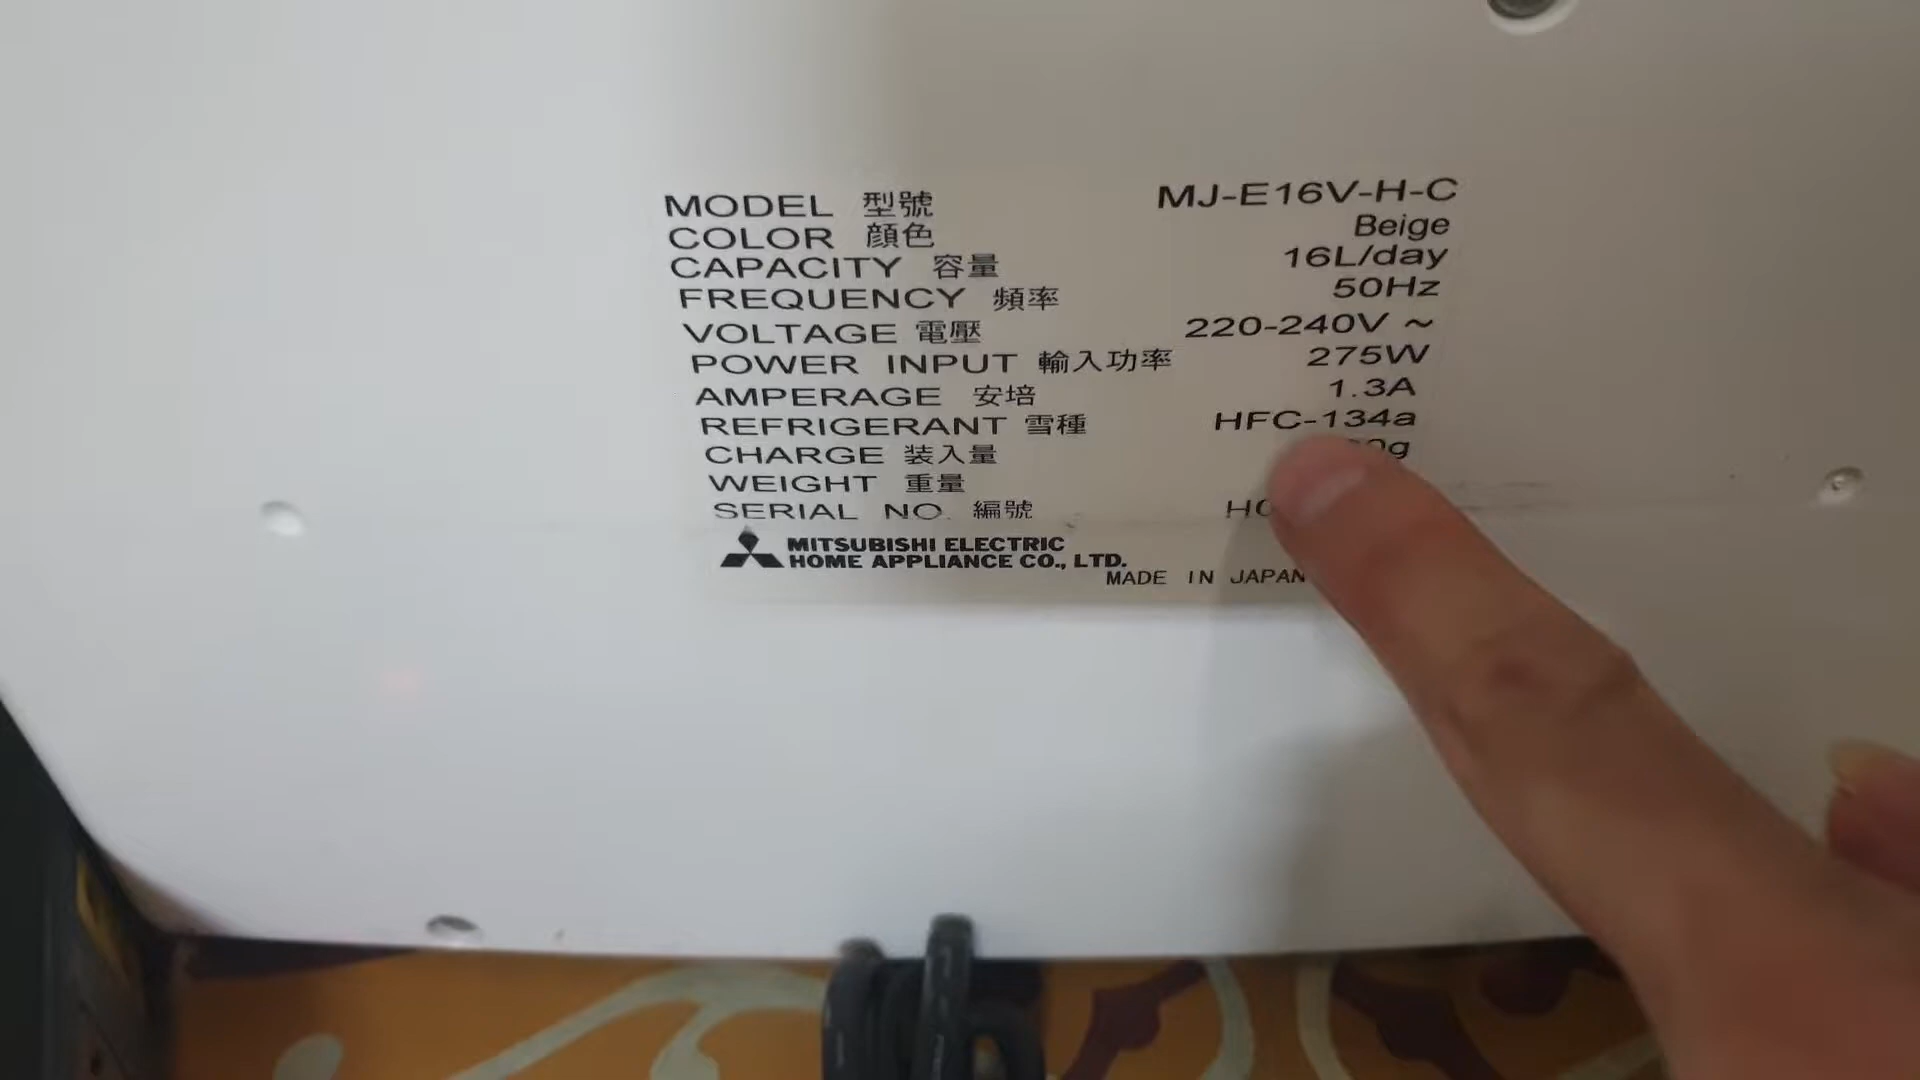 MODEL 型號 MJ-E16V-H-C
COLOR 顔色 Beige
CAPACITY 容量 16L/day
FREQUENCY 頻率 50Hz
VOLTAGE 電壓 220-240V ~
POWER INPUT 輸入功率 275W
AMPERAGE 安培 1.3A
REFRIGERANT 雪種 HFC-134a
CHARGE 装入量
WEIGHT 重量
SERIAL NO. 編號
MITSUBISHI ELECTRIC
HOME APPLIANCE CO., LTD.
MADE IN JAPAN